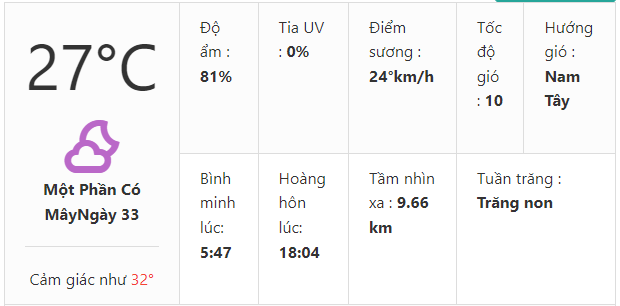 27°C
Một Phần Có
MâyNgày 33
Cảm giác như 32°
Độ
ẩm :
81%
Tia UV
: 0%
Điểm
sương :
24°km/h
Tốc
độ
gió
: 10
Hướng
gió :
Nam
Tây
Bình
minh
lúc:
5:47
Hoàng
hôn
lúc:
18:04
Tầm nhìn
xa : 9.66
km
Tuần trăng :
Trăng non